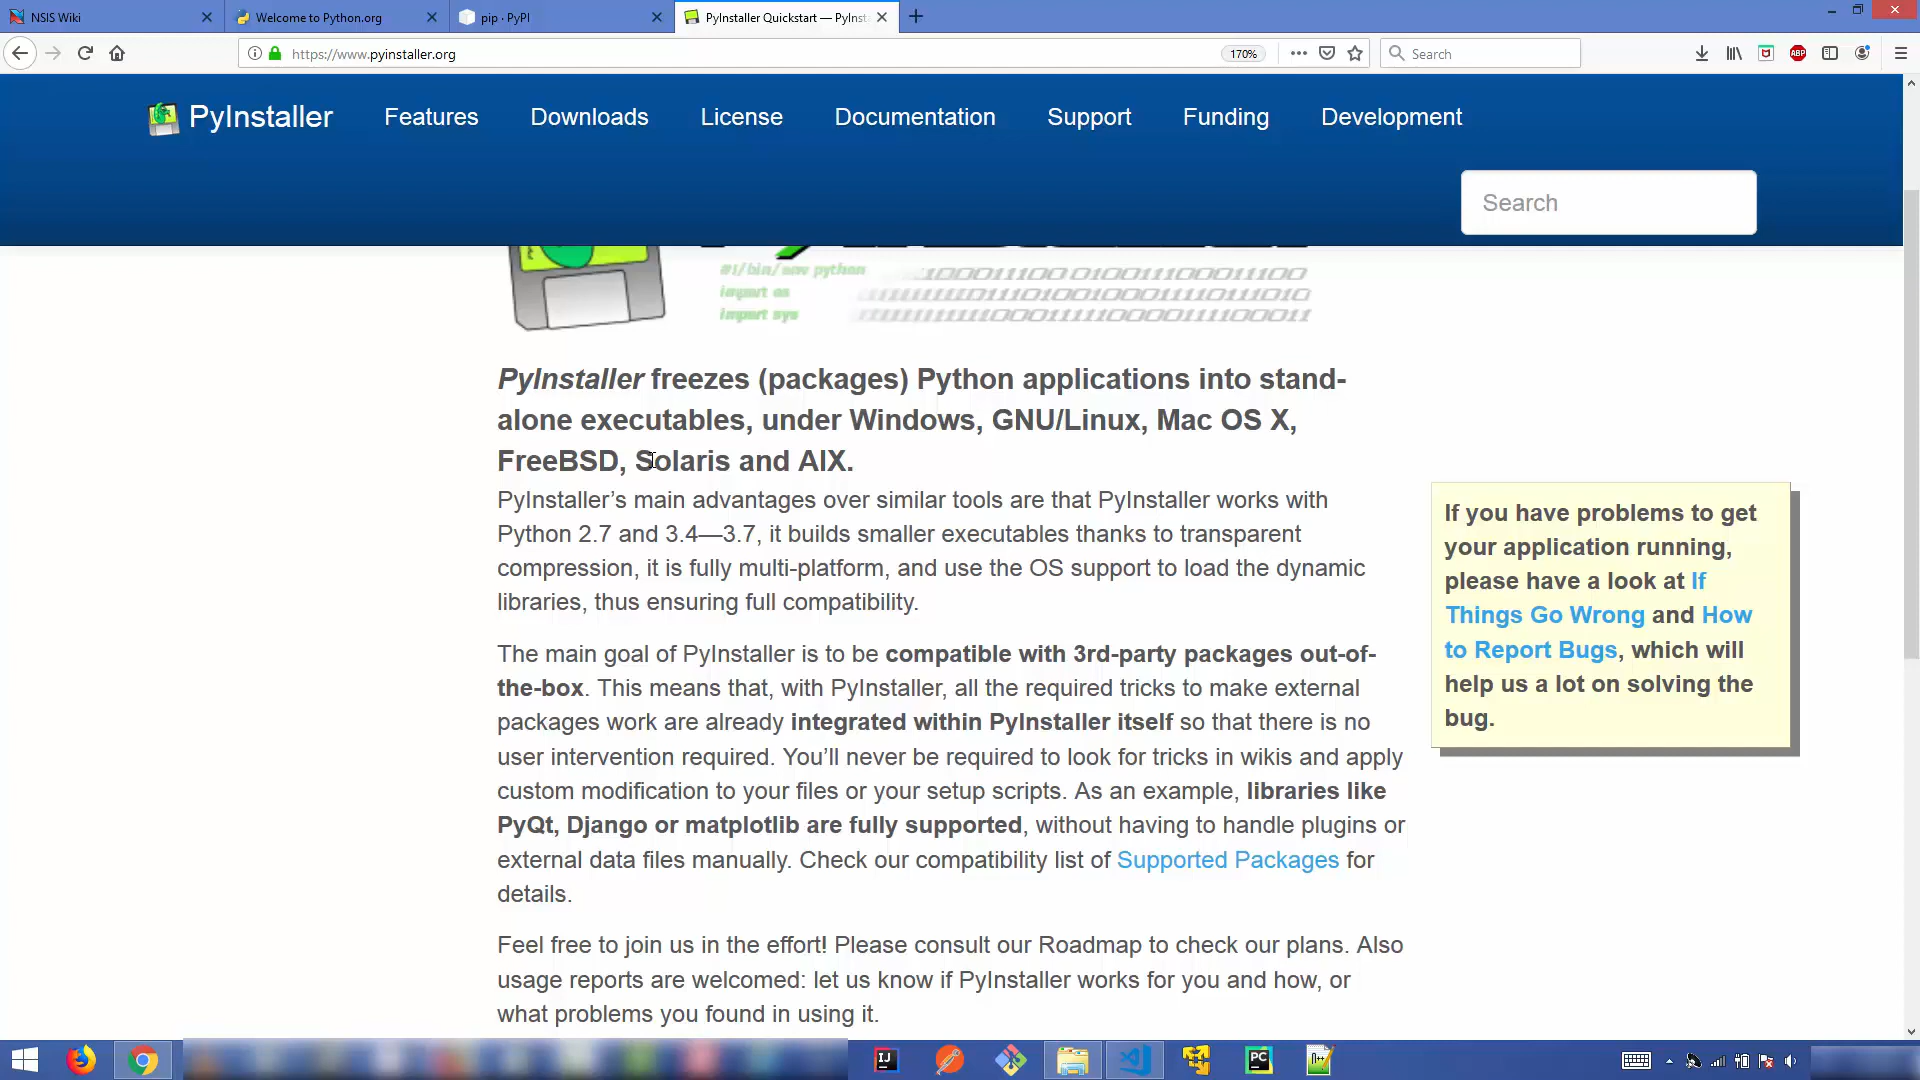 NSIS Wiki
Welcome to Python.org
pip · PyPI
PyInstaller Quickstart — PyInst
https://www.pyinstaller.org
170%
Search
PyInstaller
Features
Downloads
License
Documentation
Support
Funding
Development
Search
#!/bin/env python
import os
import sys
PyInstaller freezes (packages) Python applications into stand-
alone executables, under Windows, GNU/Linux, Mac OS X,
FreeBSD, Solaris and AIX.
PyInstaller’s main advantages over similar tools are that PyInstaller works with
Python 2.7 and 3.4—3.7, it builds smaller executables thanks to transparent
compression, it is fully multi-platform, and use the OS support to load the dynamic
libraries, thus ensuring full compatibility.
The main goal of PyInstaller is to be compatible with 3rd-party packages out-of-
the-box. This means that, with PyInstaller, all the required tricks to make external
packages work are already integrated within PyInstaller itself so that there is no
user intervention required. You’ll never be required to look for tricks in wikis and apply
custom modification to your files or your setup scripts. As an example, libraries like
PyQt, Django or matplotlib are fully supported, without having to handle plugins or
external data files manually. Check our compatibility list of Supported Packages for
details.
Feel free to join us in the effort! Please consult our Roadmap to check our plans. Also
usage reports are welcomed: let us know if PyInstaller works for you and how, or
what problems you found in using it.
If you have problems to get
your application running,
please have a look at If
Things Go Wrong and How
to Report Bugs, which will
help us a lot on solving the
bug.
ABP
IJ
PC